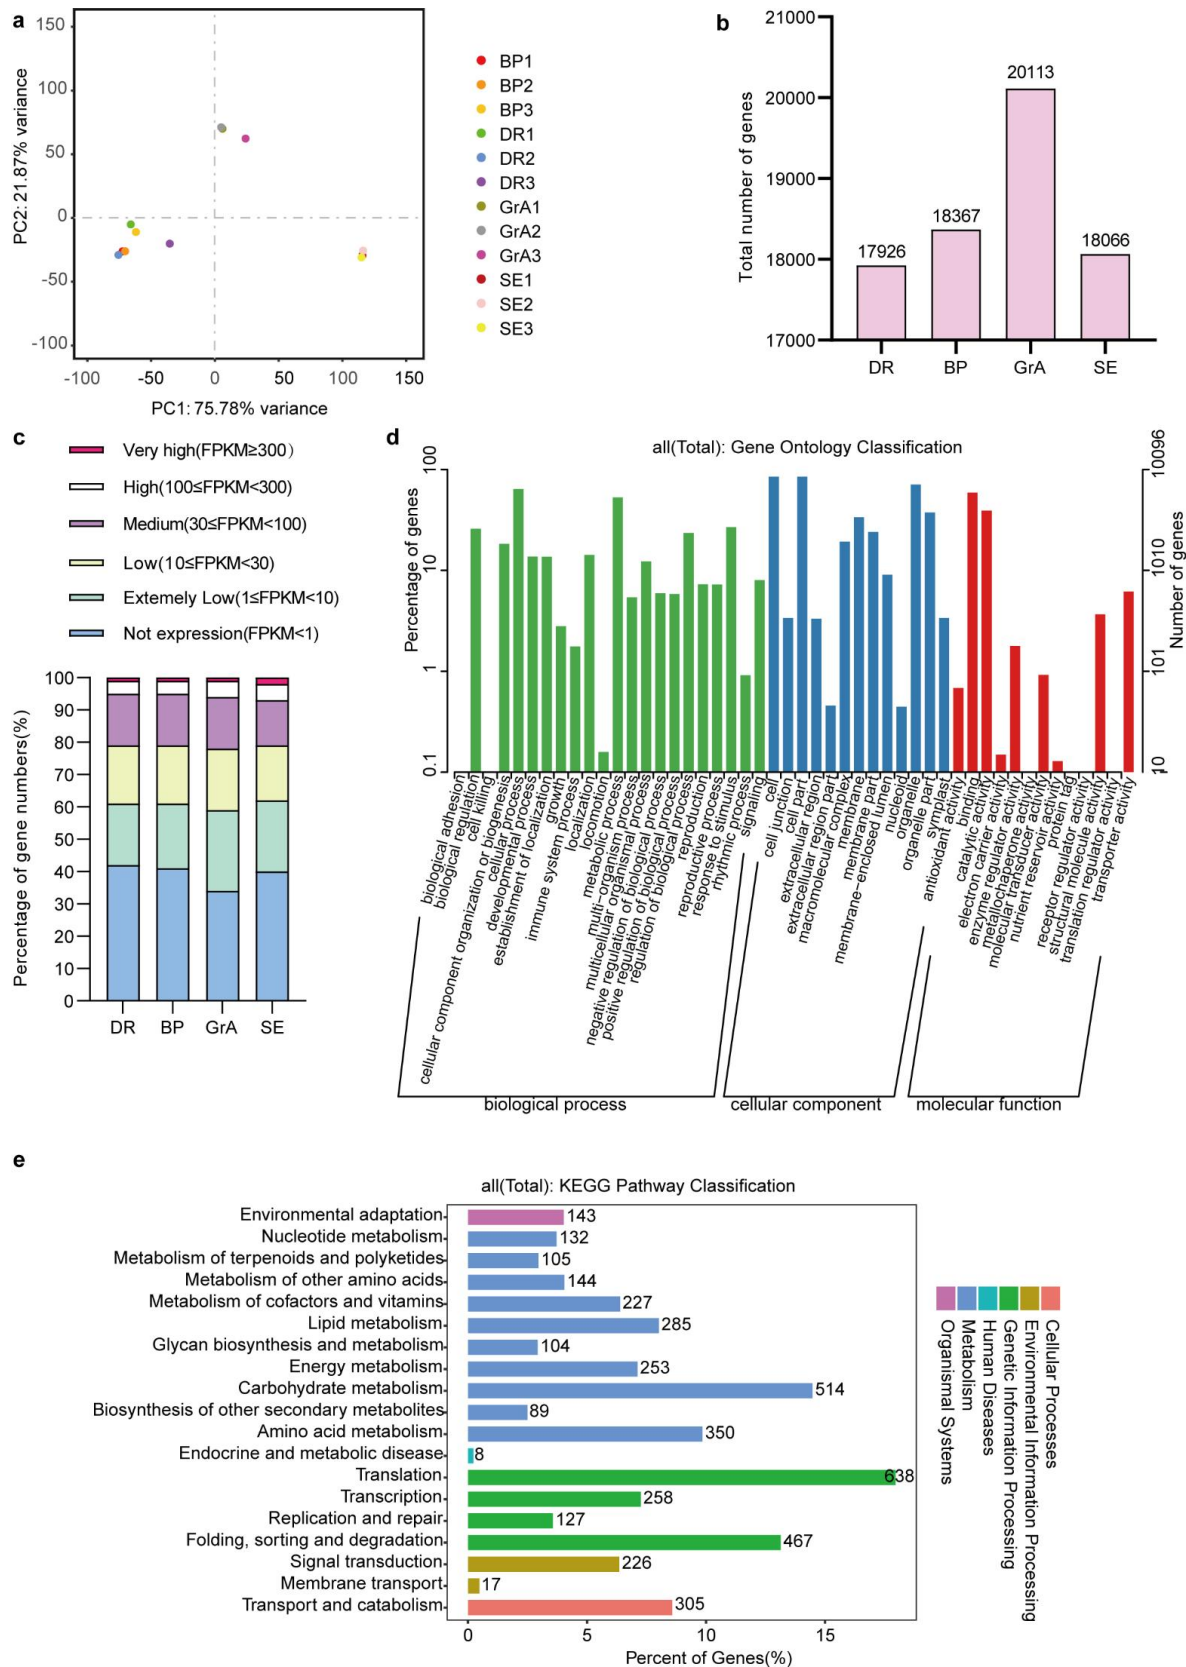 a
150
100
50
0
-50
-100
-100
-50
0
50
100
150
PC2: 21.87% variance
PC1: 75.78% variance
BP1
BP2
BP3
DR1
DR2
DR3
GrA1
GrA2
GrA3
SE1
SE2
SE3
b
Total number of genes
21000
20000
19000
18000
17000
17926
18367
20113
18066
DR
BP
GrA
SE
c
Very high(FPKM≥300)
High(100≤FPKM<300)
Medium(30≤FPKM<100)
Low(10≤FPKM<30)
Extemely Low(1≤FPKM<10)
Not expression(FPKM<1)
Percentage of gene numbers(%)
100
90
80
70
60
50
40
30
20
10
0
DR
BP
GrA
SE
d
all(Total): Gene Ontology Classification
Percentage of genes
100
10
1
0.1
Number of genes
10096
1010
101
10
biological adhesion
biological regulation
cell killing
cellular component organization or biogenesis
cellular process
developmental process
establishment of localization
growth
immune system process
localization
locomotion
metabolic process
multi-organism process
multicellular organismal process
negative regulation of biological process
positive regulation of biological process
regulation of biological process
reproduction
reproductive process
response to stimulus
rhythmic process
signaling
cell
cell junction
cell part
extracellular region
extracellular region part
macromolecular complex
membrane
membrane part
membrane-enclosed lumen
nucleoid
organelle
organelle part
symplast
antioxidant activity
binding
catalytic activity
electron carrier activity
enzyme regulator activity
metallochaperone activity
molecular transducer activity
nutrient reservoir activity
protein tag
receptor regulator activity
structural molecule activity
translation regulator activity
transporter activity
biological process
cellular component
molecular function
e
all(Total): KEGG Pathway Classification
Environmental adaptation 143
Nucleotide metabolism 132
Metabolism of terpenoids and polyketides 105
Metabolism of other amino acids 144
Metabolism of cofactors and vitamins 227
Lipid metabolism 285
Glycan biosynthesis and metabolism 104
Energy metabolism 253
Carbohydrate metabolism 514
Biosynthesis of other secondary metabolites 89
Amino acid metabolism 350
Endocrine and metabolic disease 8
Translation 638
Transcription 258
Replication and repair 127
Folding, sorting and degradation 467
Signal transduction 226
Membrane transport 17
Transport and catabolism 305
0
5
10
15
Percent of Genes(%)
Organismal Systems
Metabolism
Human Diseases
Genetic Information Processing
Environmental Information Processing
Cellular Processes